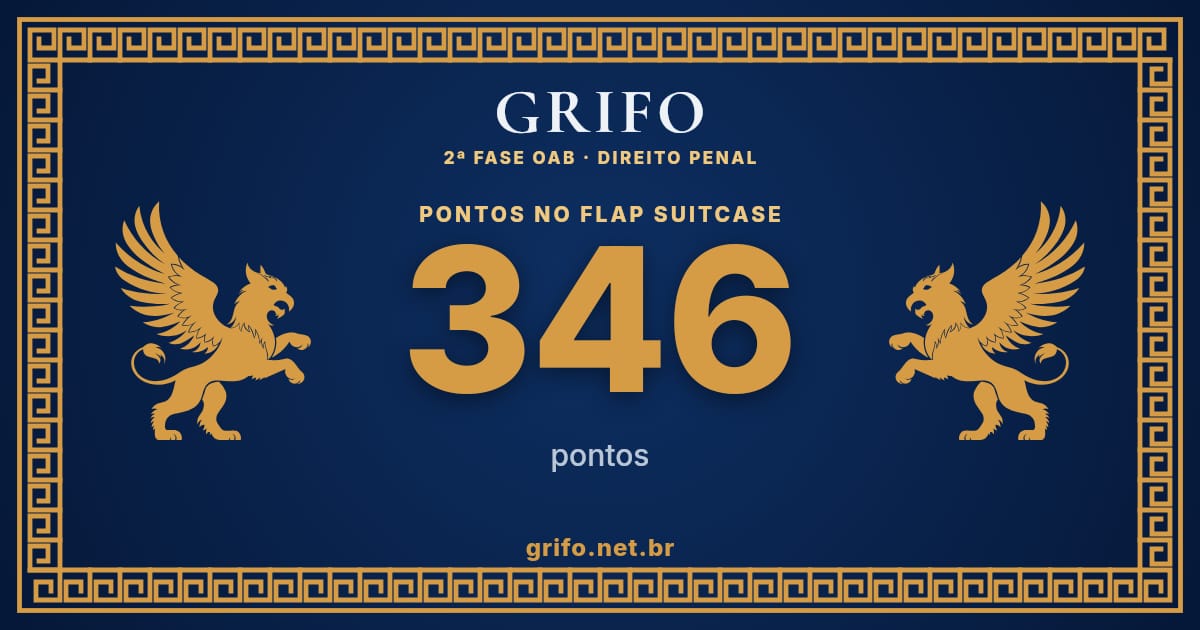 GRIFO
2ª FASE OAB · DIREITO PENAL
PONTOS NO FLAP SUITCASE
346
pontos
grifo.net.br